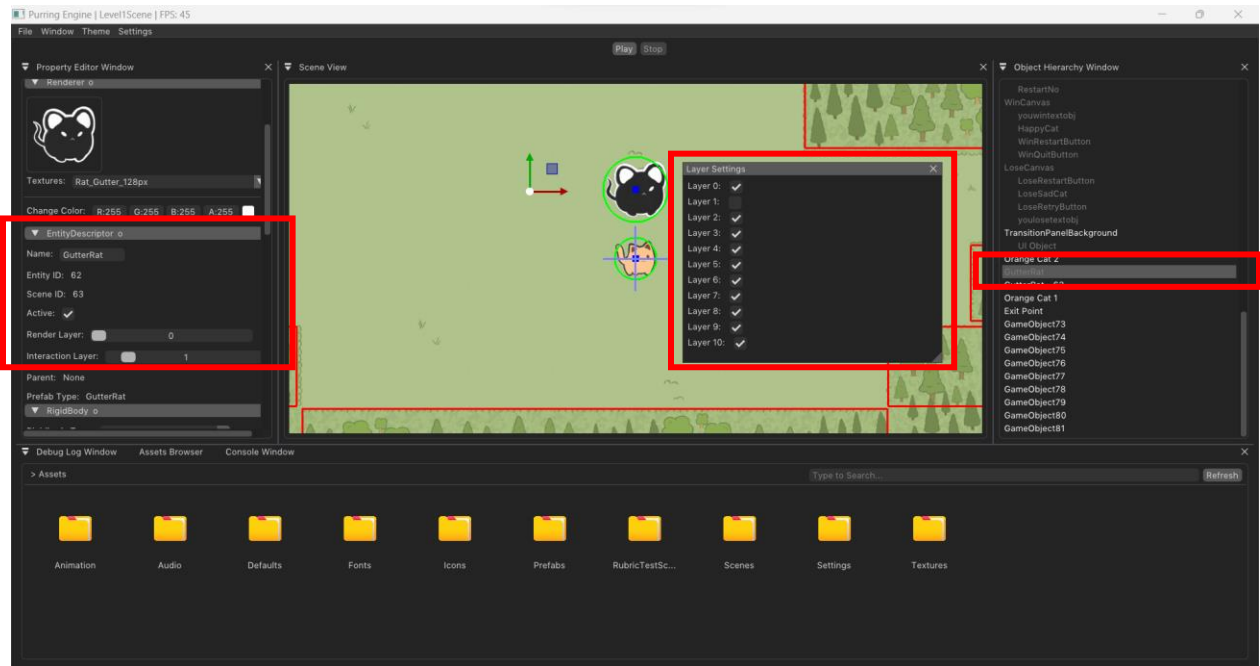 Purring Engine | Level1Scene | FPS: 45
File Window Theme Settings
Play Stop
Property Editor Window
Renderer o
Textures: Rat_Gutter_128px
Change Color: R:255 G:255 B:255 A:255
EntityDescriptor o
Name: GutterRat
Entity ID: 62
Scene ID: 63
Active:
Render Layer: 0
Interaction Layer: 1
Parent: None
Prefab Type: GutterRat
RigidBody o
Scene View
Layer Settings
Layer 0:
Layer 1:
Layer 2:
Layer 3:
Layer 4:
Layer 5:
Layer 6:
Layer 7:
Layer 8:
Layer 9:
Layer 10:
Object Hierarchy Window
RestartNo
WinCanvas
youwintextobj
HappyCat
WinRestartButton
WinQuitButton
LoseCanvas
LoseRestartButton
LoseSadCat
LoseRetryButton
youlosetextobj
TransitionPanelBackground
UI Object
Orange Cat 2
GutterRat
Orange Cat 1
Exit Point
GameObject73
GameObject74
GameObject75
GameObject76
GameObject77
GameObject78
GameObject79
GameObject80
GameObject81
Debug Log Window Assets Browser Console Window
> Assets
Type to Search...
Refresh
Animation Audio Defaults Fonts Icons Prefabs RubricTestSc... Scenes Settings Textures